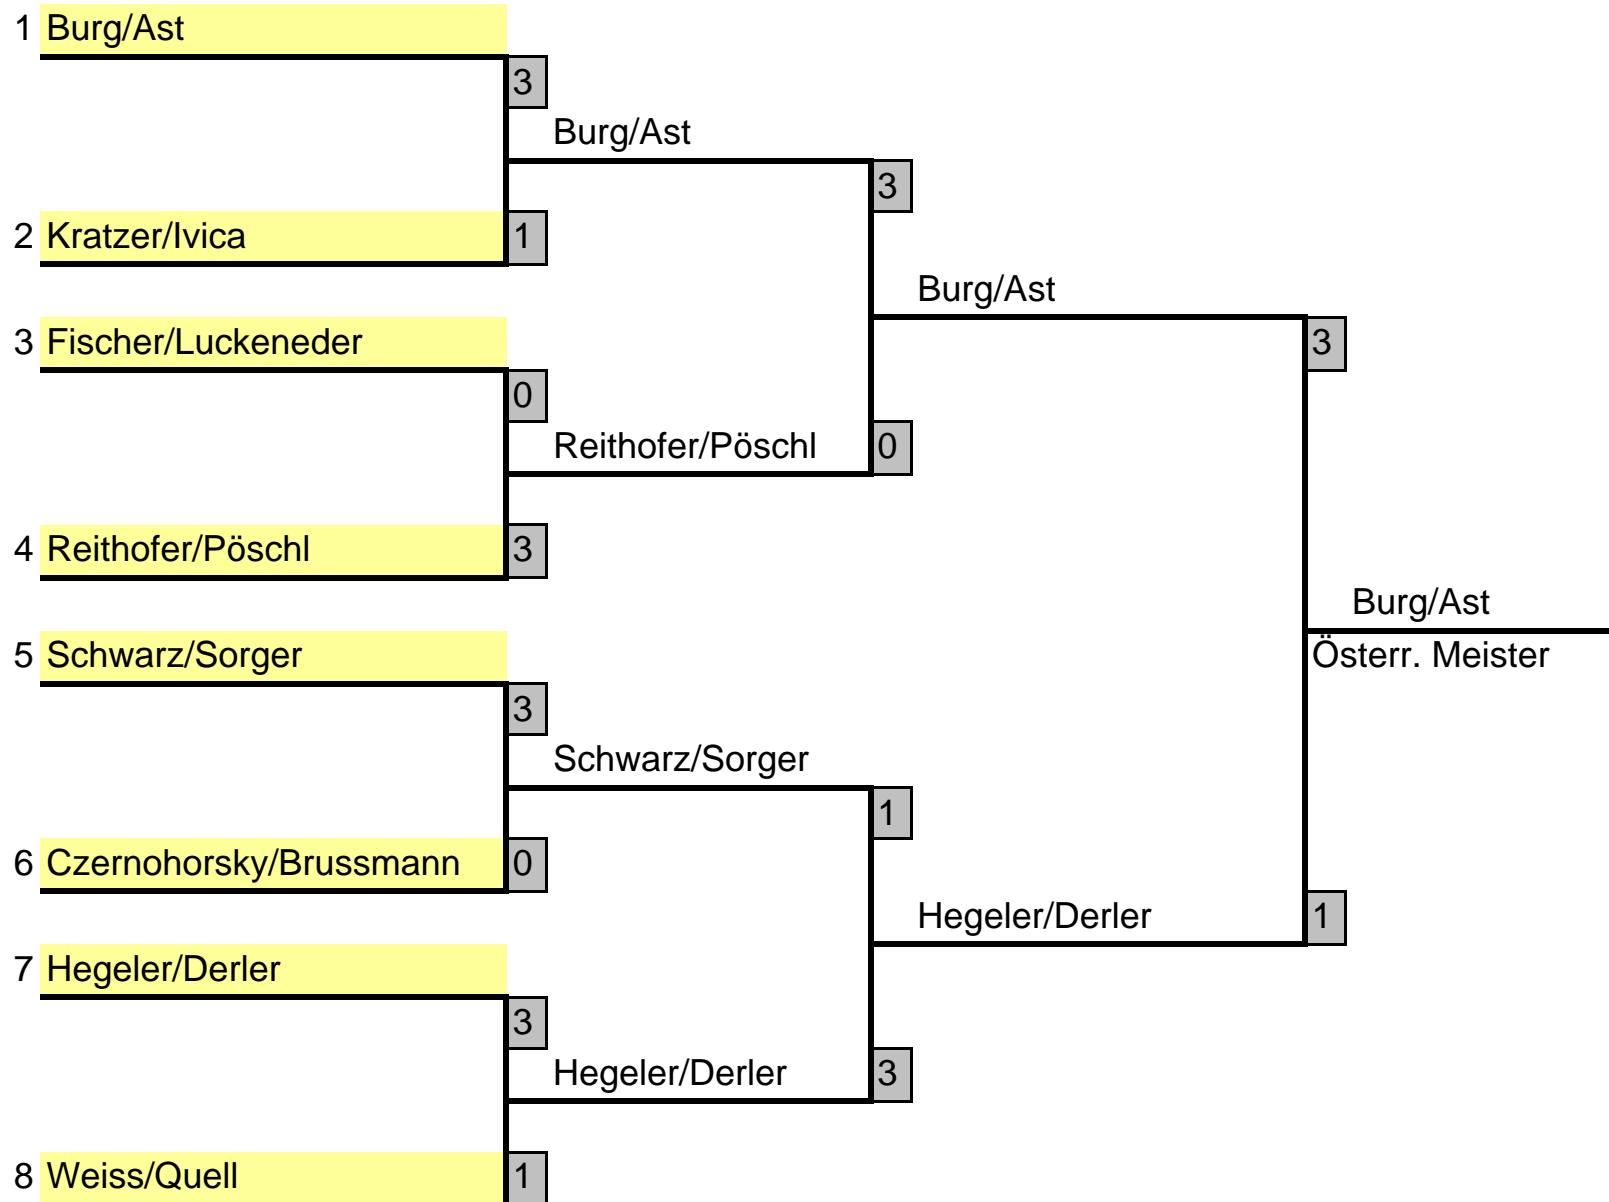 1 Burg/Ast
3
Burg/Ast
3
2 Kratzer/Ivica 1
Burg/Ast
3 Fischer/Luckeneder
3
0
Reithofer/Pöschl 0
4 Reithofer/Pöschl 3
Burg/Ast
5 Schwarz/Sorger
Österr. Meister
3
Schwarz/Sorger
1
6 Czernohorsky/Brussmann 0
Hegeler/Derler 1
7 Hegeler/Derler
3
Hegeler/Derler 3
8 Weiss/Quell 1